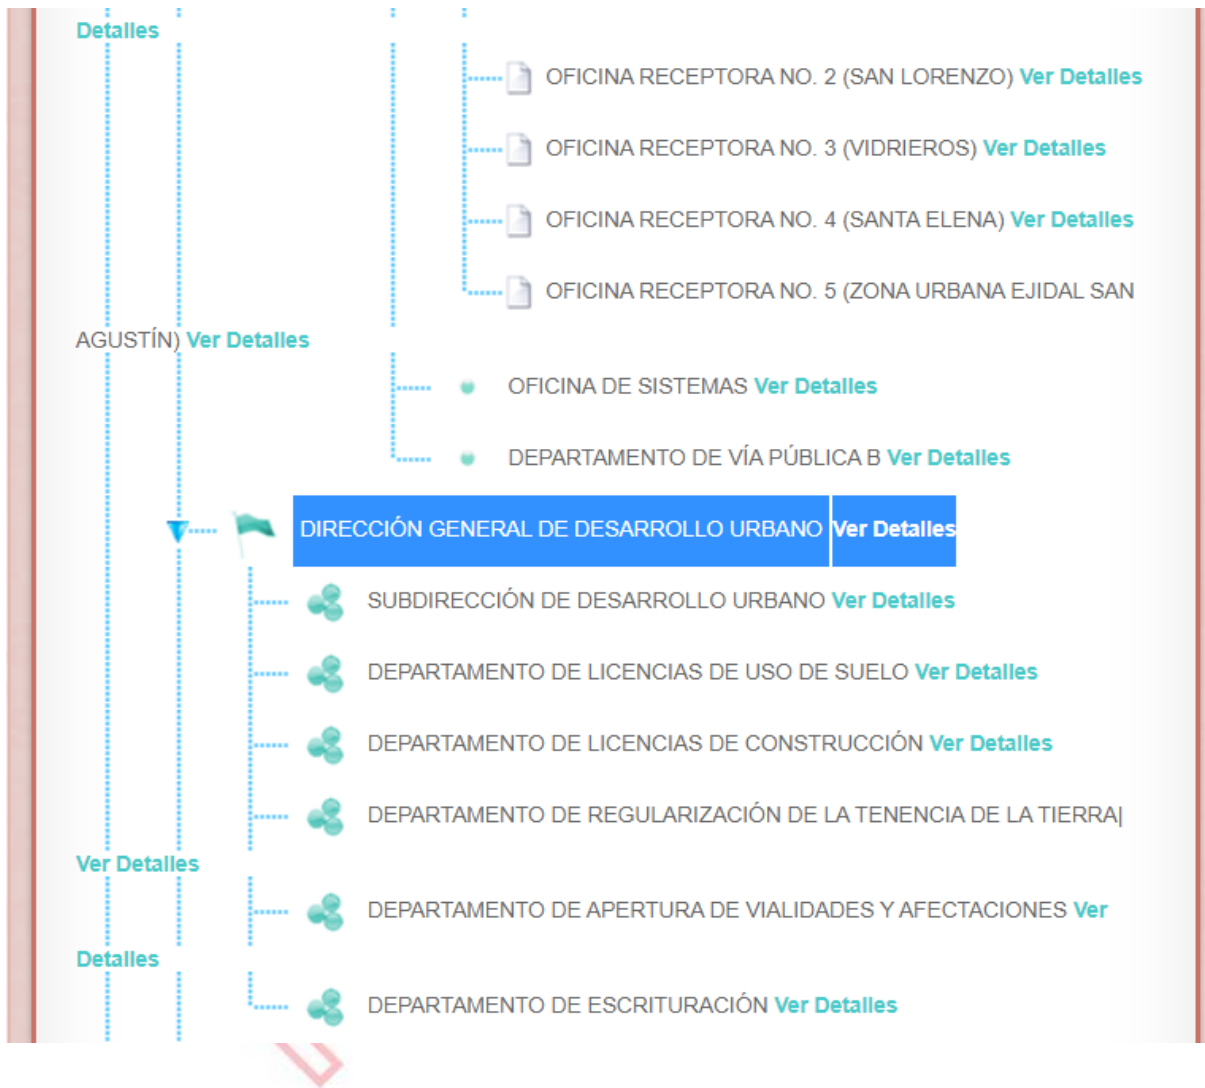 Detalles
OFICINA RECEPTORA NO. 2 (SAN LORENZO) Ver Detalles
OFICINA RECEPTORA NO. 3 (VIDRIEROS) Ver Detalles
OFICINA RECEPTORA NO. 4 (SANTA ELENA) Ver Detalles
OFICINA RECEPTORA NO. 5 (ZONA URBANA EJIDAL SAN
AGUSTÍN) Ver Detalles
OFICINA DE SISTEMAS Ver Detalles
DEPARTAMENTO DE VÍA PÚBLICA B Ver Detalles
DIRECCIÓN GENERAL DE DESARROLLO URBANO Ver Detalles
SUBDIRECCIÓN DE DESARROLLO URBANO Ver Detalles
DEPARTAMENTO DE LICENCIAS DE USO DE SUELO Ver Detalles
DEPARTAMENTO DE LICENCIAS DE CONSTRUCCIÓN Ver Detalles
DEPARTAMENTO DE REGULARIZACIÓN DE LA TENENCIA DE LA TIERRA|
Ver Detalles
DEPARTAMENTO DE APERTURA DE VIALIDADES Y AFECTACIONES Ver
Detalles
DEPARTAMENTO DE ESCRITURACIÓN Ver Detalles